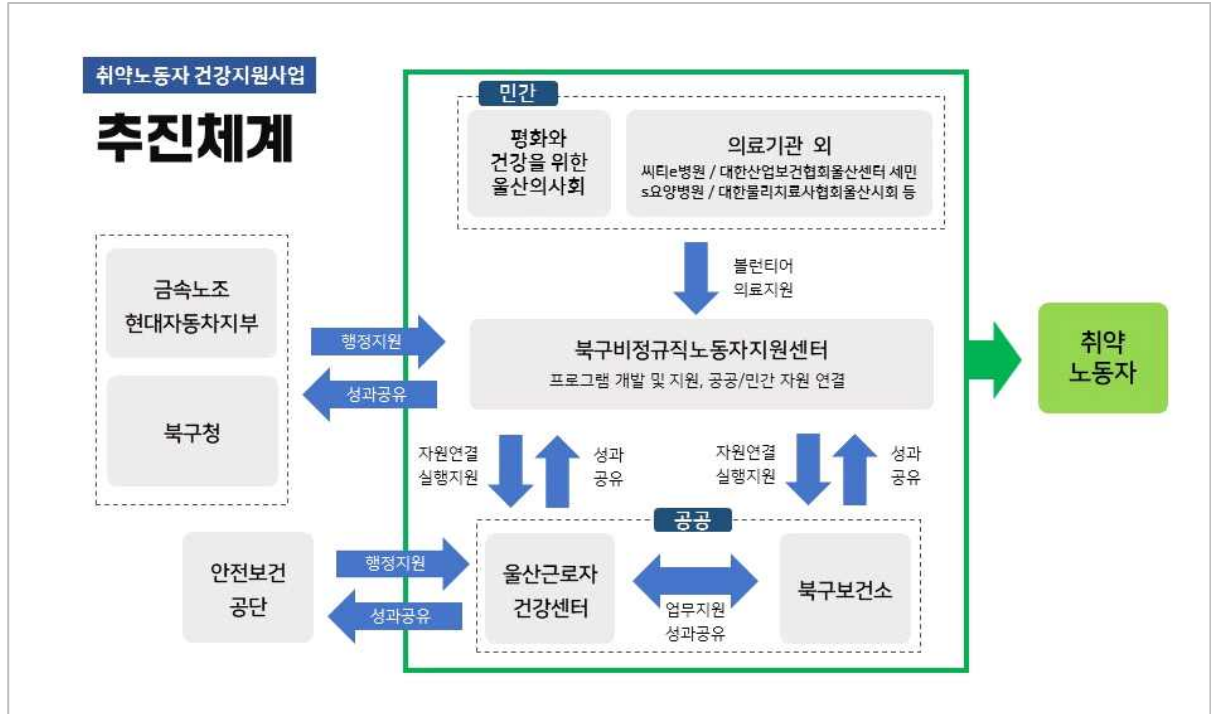 취약노동자 건강지원사업
추진체계
민간
평화와
건강을 위한
울산의사회
의료기관 외
씨티e병원 / 대한산업보건협회울산센터 세민
s요양병원 / 대한물리치료사협회울산시회 등
볼런티어
의료지원
금속노조
현대자동차지부
북구청
행정지원
성과공유
북구비정규직노동자지원센터
프로그램 개발 및 지원, 공공/민간 자원 연결
취약
노동자
자원연결
실행지원
성과
공유
자원연결
실행지원
성과
공유
공공
안전보건
공단
행정지원
성과공유
울산근로자
건강센터
업무지원
성과공유
북구보건소